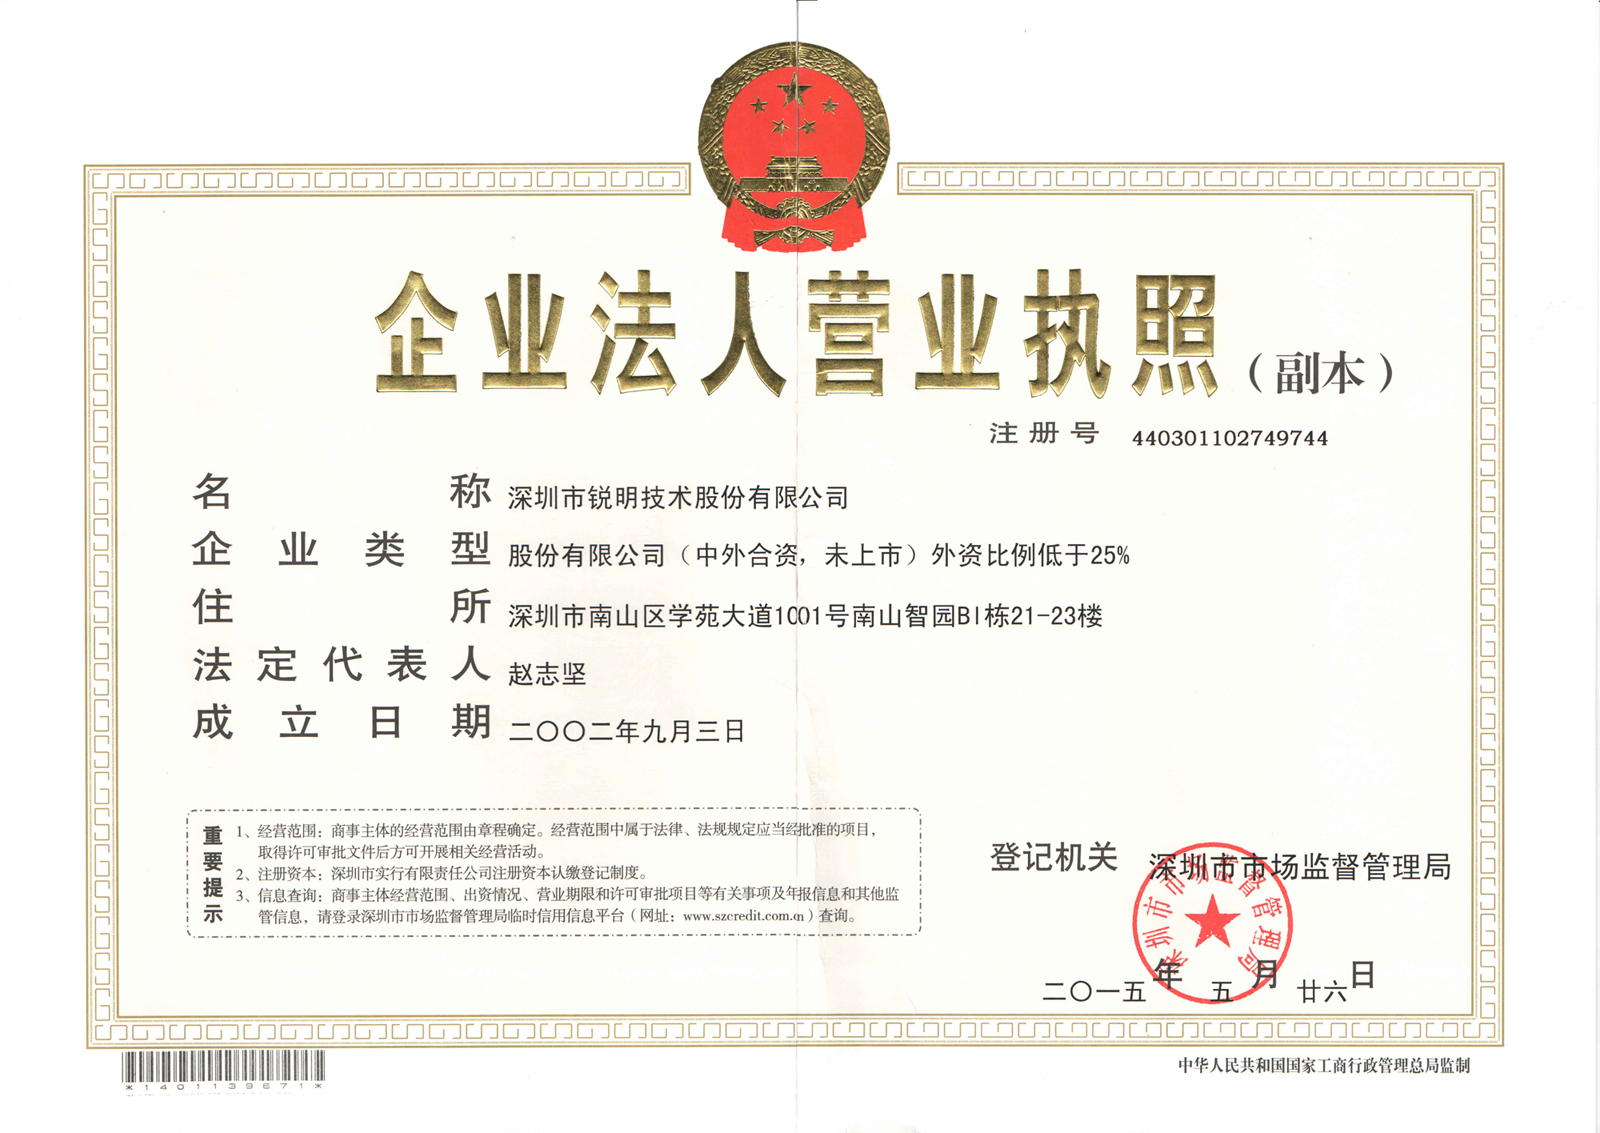 企业法人营业执照（副本）
注册号 440301102749744
名称 深圳市锐明技术股份有限公司
企业类型 股份有限公司（中外合资，未上市）外资比例低于25%
住所 深圳市南山区学苑大道1001号南山智园B1栋21-23楼
法定代表人 赵志坚
成立日期 二〇〇二年九月三日
重要提示
1、经营范围：商事主体的经营范围由章程确定。经营范围中属于法律、法规规定应当经批准的项目，
取得许可审批文件后方可开展相关经营活动。
2、注册资本：深圳市实行有限责任公司注册资本认缴登记制度。
3、信息查询：商事主体经营范围、出资情况、营业期限和许可审批项目等有关事项及年报信息和其他监
管信息，请登录深圳市市场监督管理局临时信用信息平台（网址：www.szcredit.com.cn）查询。
登记机关 深圳市市场监督管理局
深圳市市场监督管理局
二〇一五年五月廿六日
*1401139671*
中华人民共和国国家工商行政管理总局监制